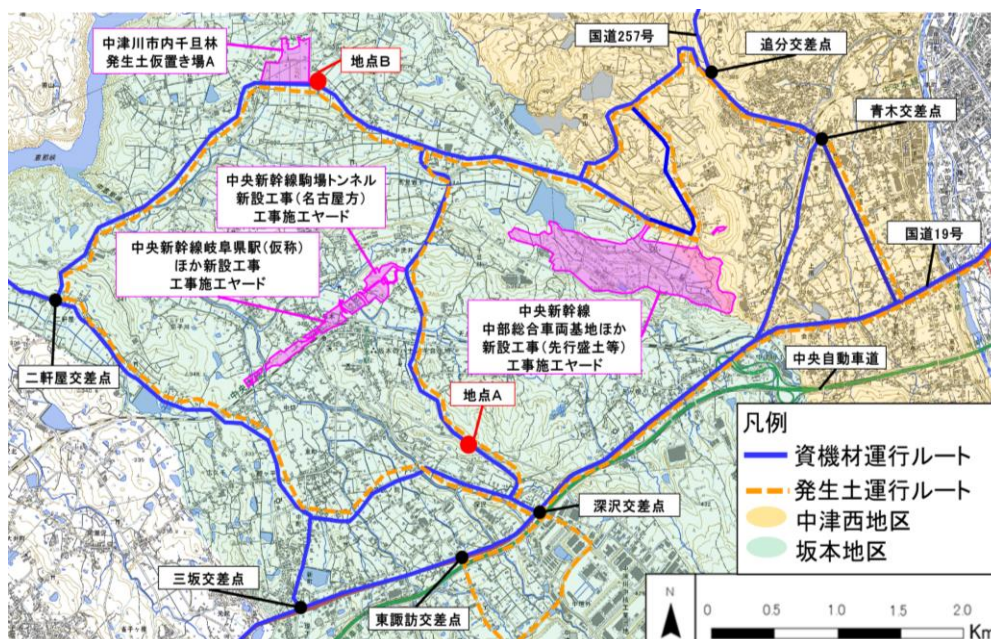 中津川市内千旦林
発生土仮置き場A
地点B
国道257号
追分交差点
青木交差点
中央新幹線駒場トンネル
新設工事(名古屋方)
工事施工ヤード
中央新幹線岐阜県駅(仮称)
ほか新設工事
工事施工ヤード
国道19号
中央新幹線
中部総合車両基地ほか
新設工事(先行盛土等)
工事施工ヤード
二軒屋交差点
中央自動車道
地点A
凡例
資機材運行ルート
発生土運行ルート
中津西地区
坂本地区
深沢交差点
三坂交差点
東諏訪交差点
N
0 0.5 1.0 1.5 2.0
Km